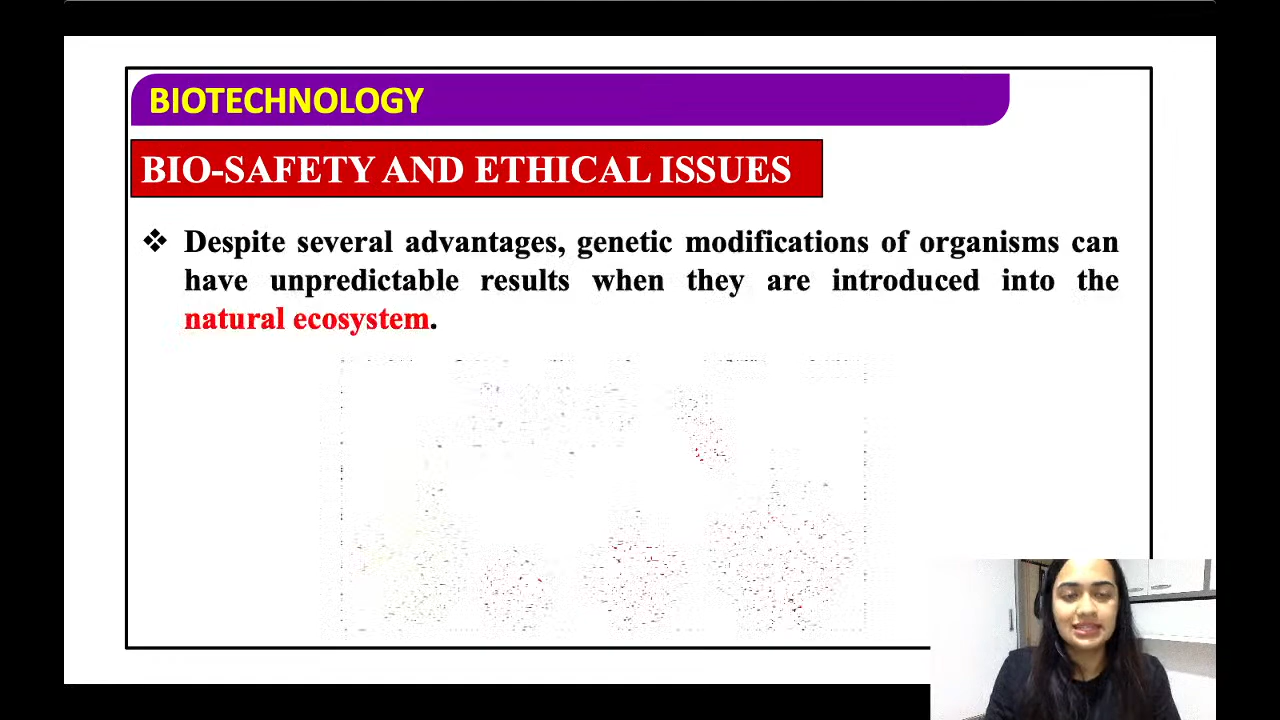 BIOTECHNOLOGY
BIO-SAFETY AND ETHICAL ISSUES
❖ Despite several advantages, genetic modifications of organisms can
have unpredictable results when they are introduced into the
natural ecosystem.